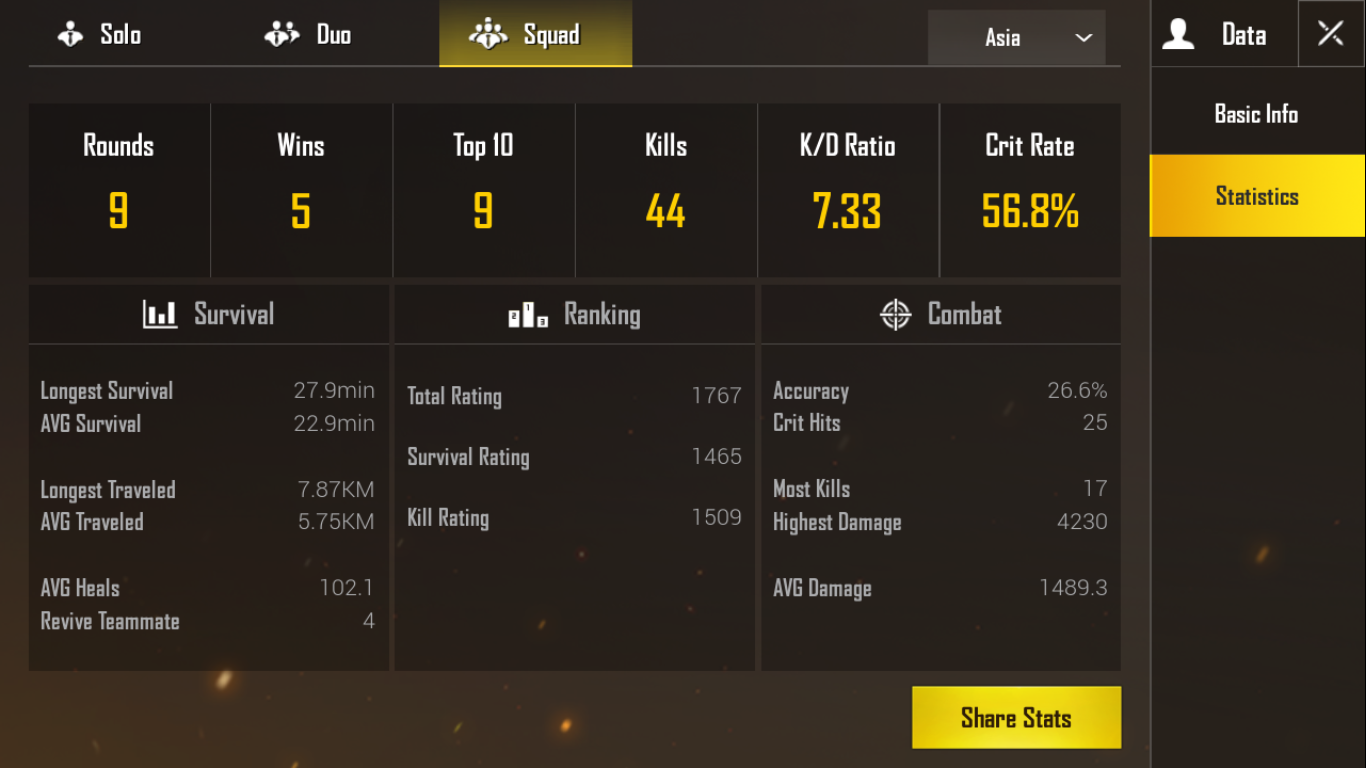 Solo
Duo
Squad
Asia
Data
Rounds
Wins
Top 10
Kills
K/D Ratio
Crit Rate
9
5
9
44
7.33
56.8%
Basic Info
Statistics
Survival
Longest Survival 27.9min
AVG Survival 22.9min
Longest Traveled 7.87KM
AVG Traveled 5.75KM
AVG Heals 102.1
Revive Teammate 4
2 1 3
Ranking
Total Rating 1767
Survival Rating 1465
Kill Rating 1509
Combat
Accuracy 26.6%
Crit Hits 25
Most Kills 17
Highest Damage 4230
AVG Damage 1489.3
Share Stats